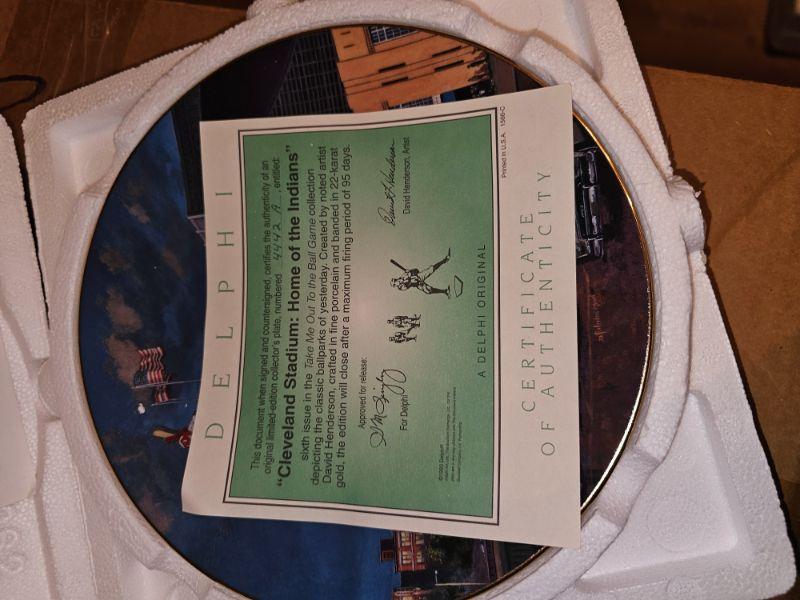 DELPHI
This document when signed and countersigned, certifies the authenticity of an
original limited-edition collector's plate, numbered 4442 A, entitled:
"Cleveland Stadium: Home of the Indians"
sixth issue in the Take Me Out To the Ball Game collection
depicting the classic ballparks of yesterday. Created by noted artist
David Henderson, crafted in fine porcelain and banded in 22-karat
gold, the edition will close after a maximum firing period of 95 days.
Approved for release:
For Delphi
David Henderson
David Henderson, Artist
A DELPHI ORIGINAL
Printed in U.S.A. 1566-C
CERTIFICATE
OF AUTHENTICITY